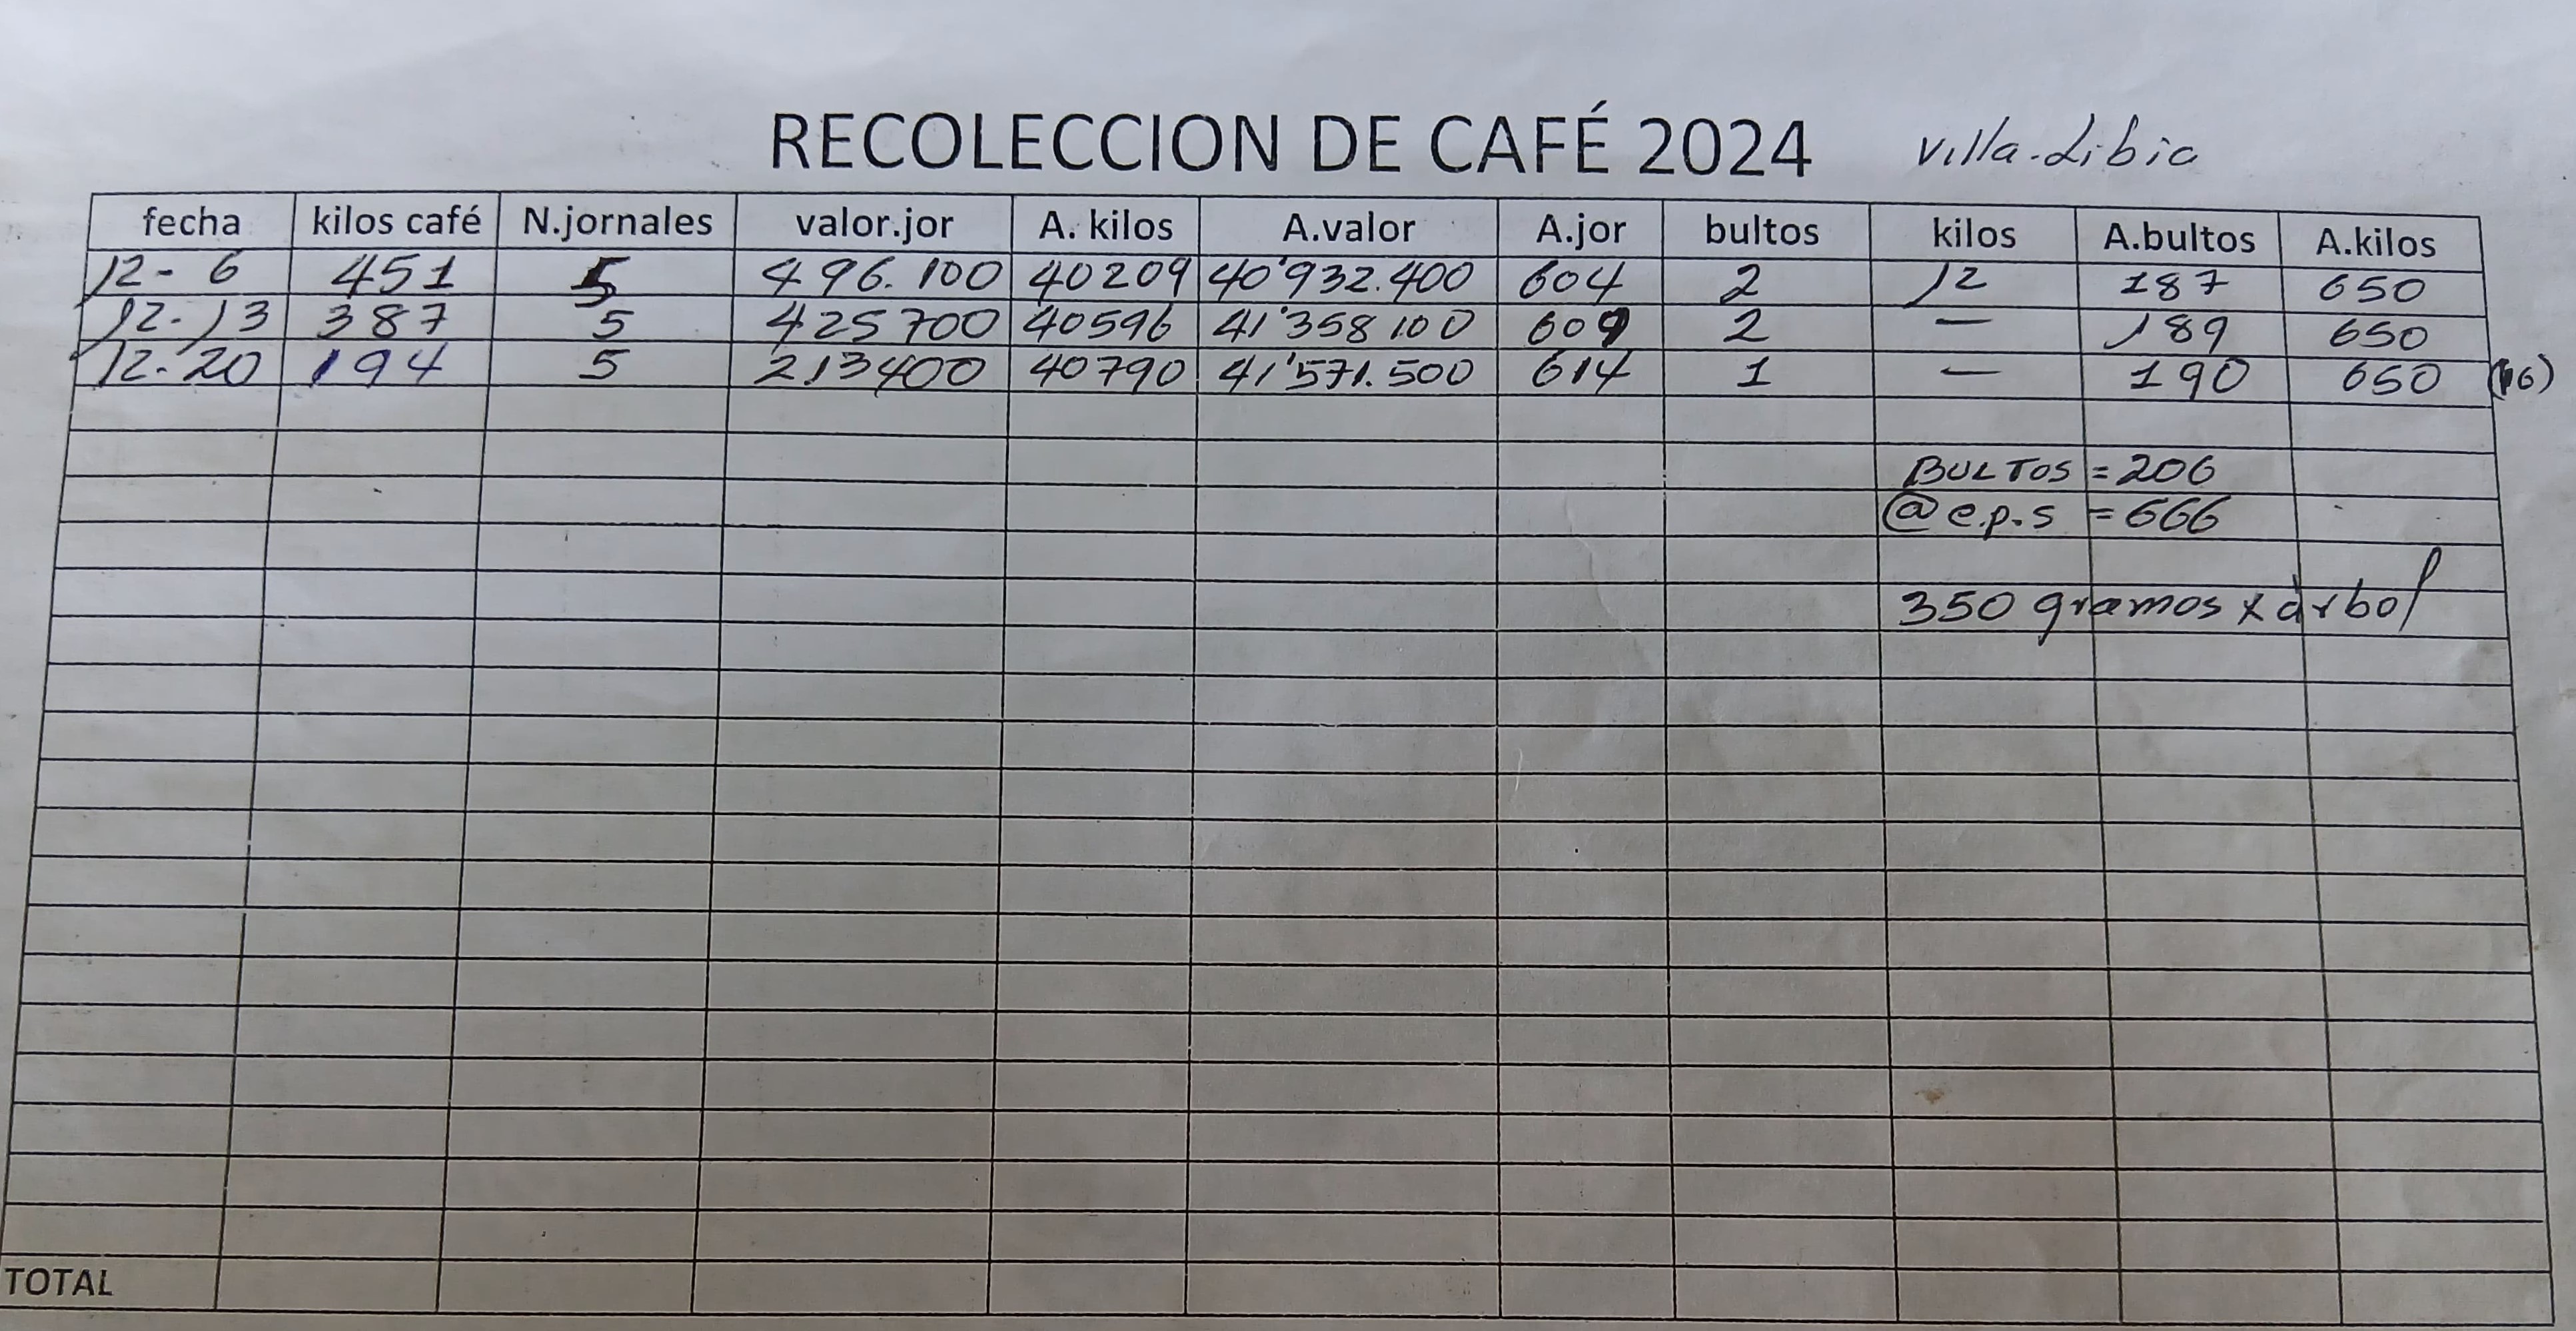 RECOLECCION DE CAFÉ 2024 villa.Libia
fecha kilos café N.jornales valor.jor A. kilos A.valor A.jor bultos kilos A.bultos A.kilos
12-6 451 5 496.100 40209 40'932.400 604 2 12 187 650
12-13 387 5 425700 40596 41'358100 609 2 — 189 650
12-20 194 5 213400 40790 41'571.500 614 1 — 190 650 (16)
BULTOS = 206
@ e.p.s = 666
350 gramos x árbol
TOTAL